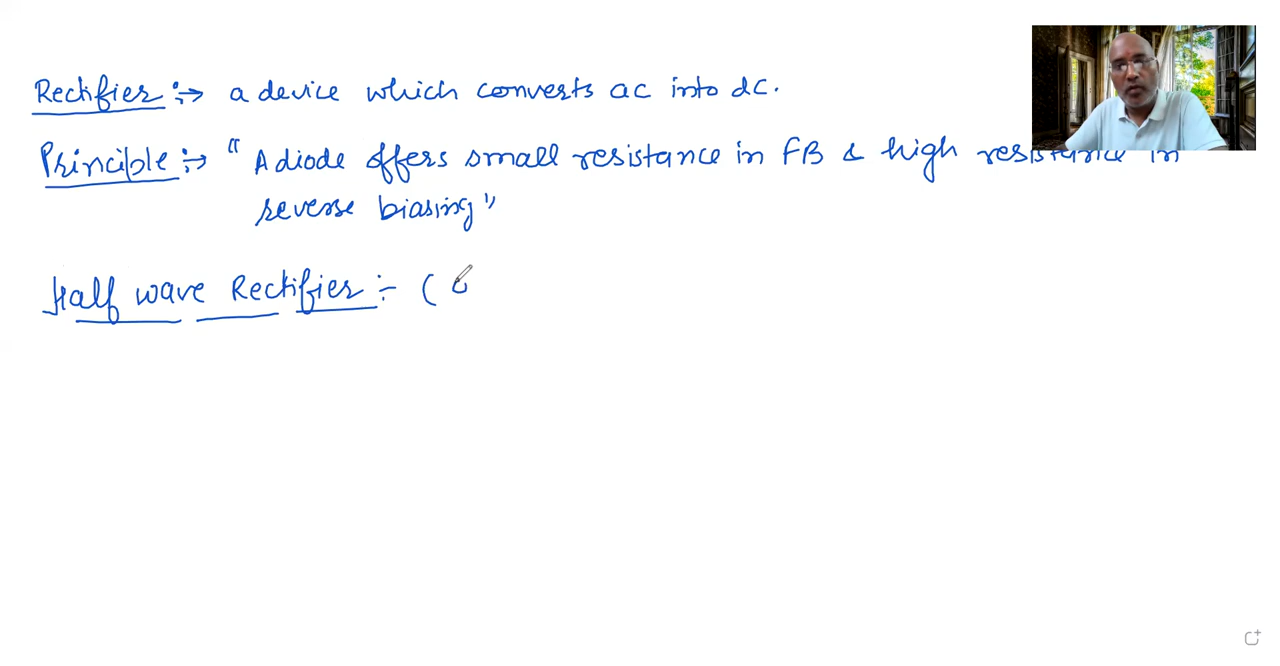 Rectifier :→ a device which converts ac into dc.
Principle :→ "A diode offers small resistance in FB & high resistance in
reverse biasing"
Half wave Rectifier :- (